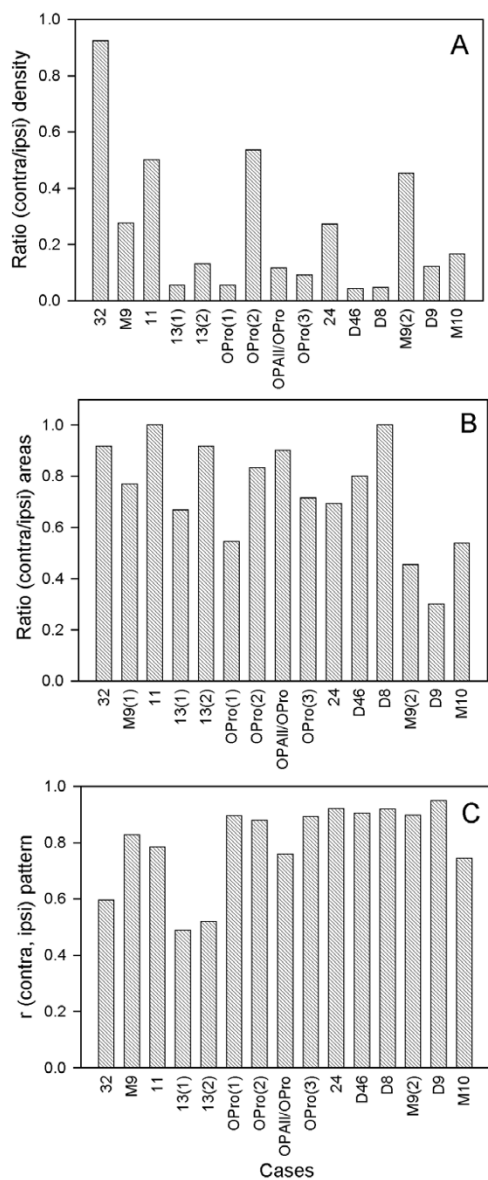 A
Ratio (contra/ipsi) density
1.0
0.8
0.6
0.4
0.2
0.0
32
M9
11
13(1)
13(2)
OPro(1)
OPro(2)
OPAll/OPro
OPro(3)
24
D46
D8
M9(2)
D9
M10
B
Ratio (contra/ipsi) areas
1.0
0.8
0.6
0.4
0.2
0.0
32
M9(1)
11
13(1)
13(2)
OPro(1)
OPro(2)
OPAll/OPro
OPro(3)
24
D46
D8
M9(2)
D9
M10
C
r (contra, ipsi) pattern
1.0
0.8
0.6
0.4
0.2
0.0
32
M9
11
13(1)
13(2)
OPro(1)
OPro(2)
OPAll/OPro
OPro(3)
24
D46
D8
M9(2)
D9
M10
Cases